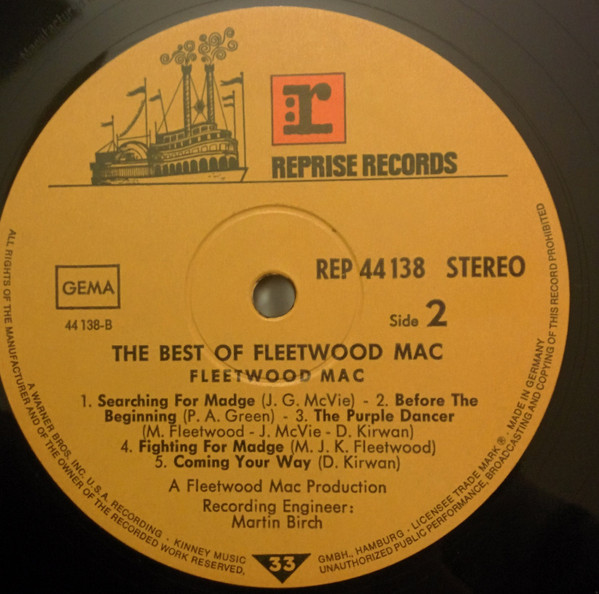 r
REPRISE RECORDS
GEMA
44 138-B
REP 44 138 STEREO
Side 2
THE BEST OF FLEETWOOD MAC
FLEETWOOD MAC
1. Searching For Madge (J. G. McVie) - 2. Before The
Beginning (P. A. Green) - 3. The Purple Dancer
(M. Fleetwood - J. McVie - D. Kirwan)
4. Fighting For Madge (M. J. K. Fleetwood)
5. Coming Your Way (D. Kirwan)
A Fleetwood Mac Production
Recording Engineer:
Martin Birch
33
ALL RIGHTS OF THE MANUFACTURER AND OF THE OWNER OF THE RECORDED WORK RESERVED,
UNAUTHORIZED PUBLIC PERFORMANCE, BROADCASTING AND COPYING OF THIS RECORD PROHIBITED
A WARNER BROS. INC. U.S.A. RECORDING - KINNEY MUSIC
GMBH., HAMBURG - LICENSEE TRADE MARK ® - MADE IN GERMANY